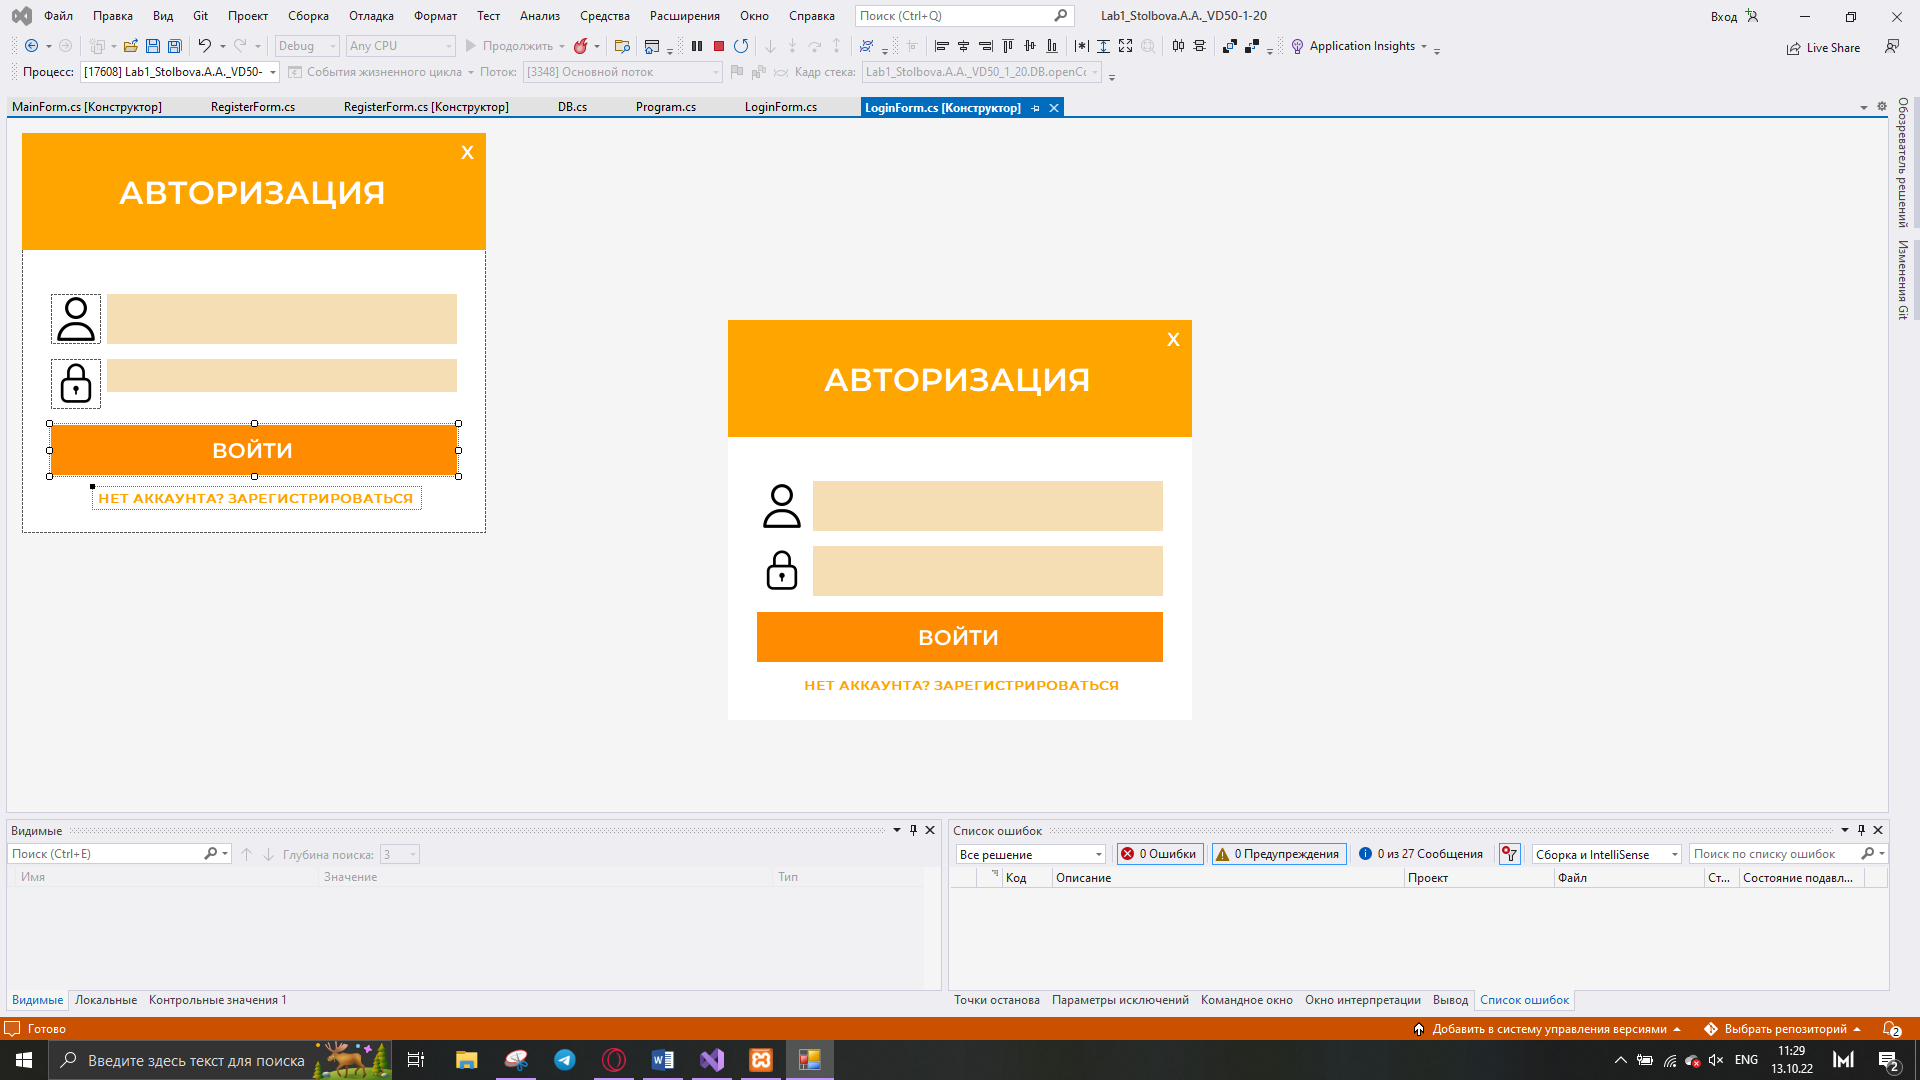 Файл Правка Вид Git Проект Сборка Отладка Формат Тест Анализ Средства Расширения Окно Справка Поиск (Ctrl+Q) Lab1_Stolbova.A.A._VD50-1-20 Вход
Debug Any CPU Продолжить Application Insights Live Share
Процесс: [17608] Lab1_Stolbova.A.A._VD50- События жизненного цикла Поток: [3348] Основной поток Кадр стека: Lab1_Stolbova.A.A._VD50_1_20.DB.openCo
MainForm.cs [Конструктор] RegisterForm.cs RegisterForm.cs [Конструктор] DB.cs Program.cs LoginForm.cs LoginForm.cs [Конструктор]
Обозреватель решений
Изменения Git
X
АВТОРИЗАЦИЯ
ВОЙТИ
НЕТ АККАУНТА? ЗАРЕГИСТРИРОВАТЬСЯ
X
АВТОРИЗАЦИЯ
ВОЙТИ
НЕТ АККАУНТА? ЗАРЕГИСТРИРОВАТЬСЯ
Видимые
Поиск (Ctrl+E) Глубина поиска: 3
Имя Значение Тип
Видимые Локальные Контрольные значения 1
Список ошибок
Все решение 0 Ошибки 0 Предупреждения 0 из 27 Сообщения Сборка и IntelliSense Поиск по списку ошибок
Код Описание Проект Файл Ст... Состояние подавл...
Точки останова Параметры исключений Командное окно Окно интерпретации Вывод Список ошибок
Готово Добавить в систему управления версиями Выбрать репозиторий 2
Введите здесь текст для поиска ENG 11:29
13.10.22 2